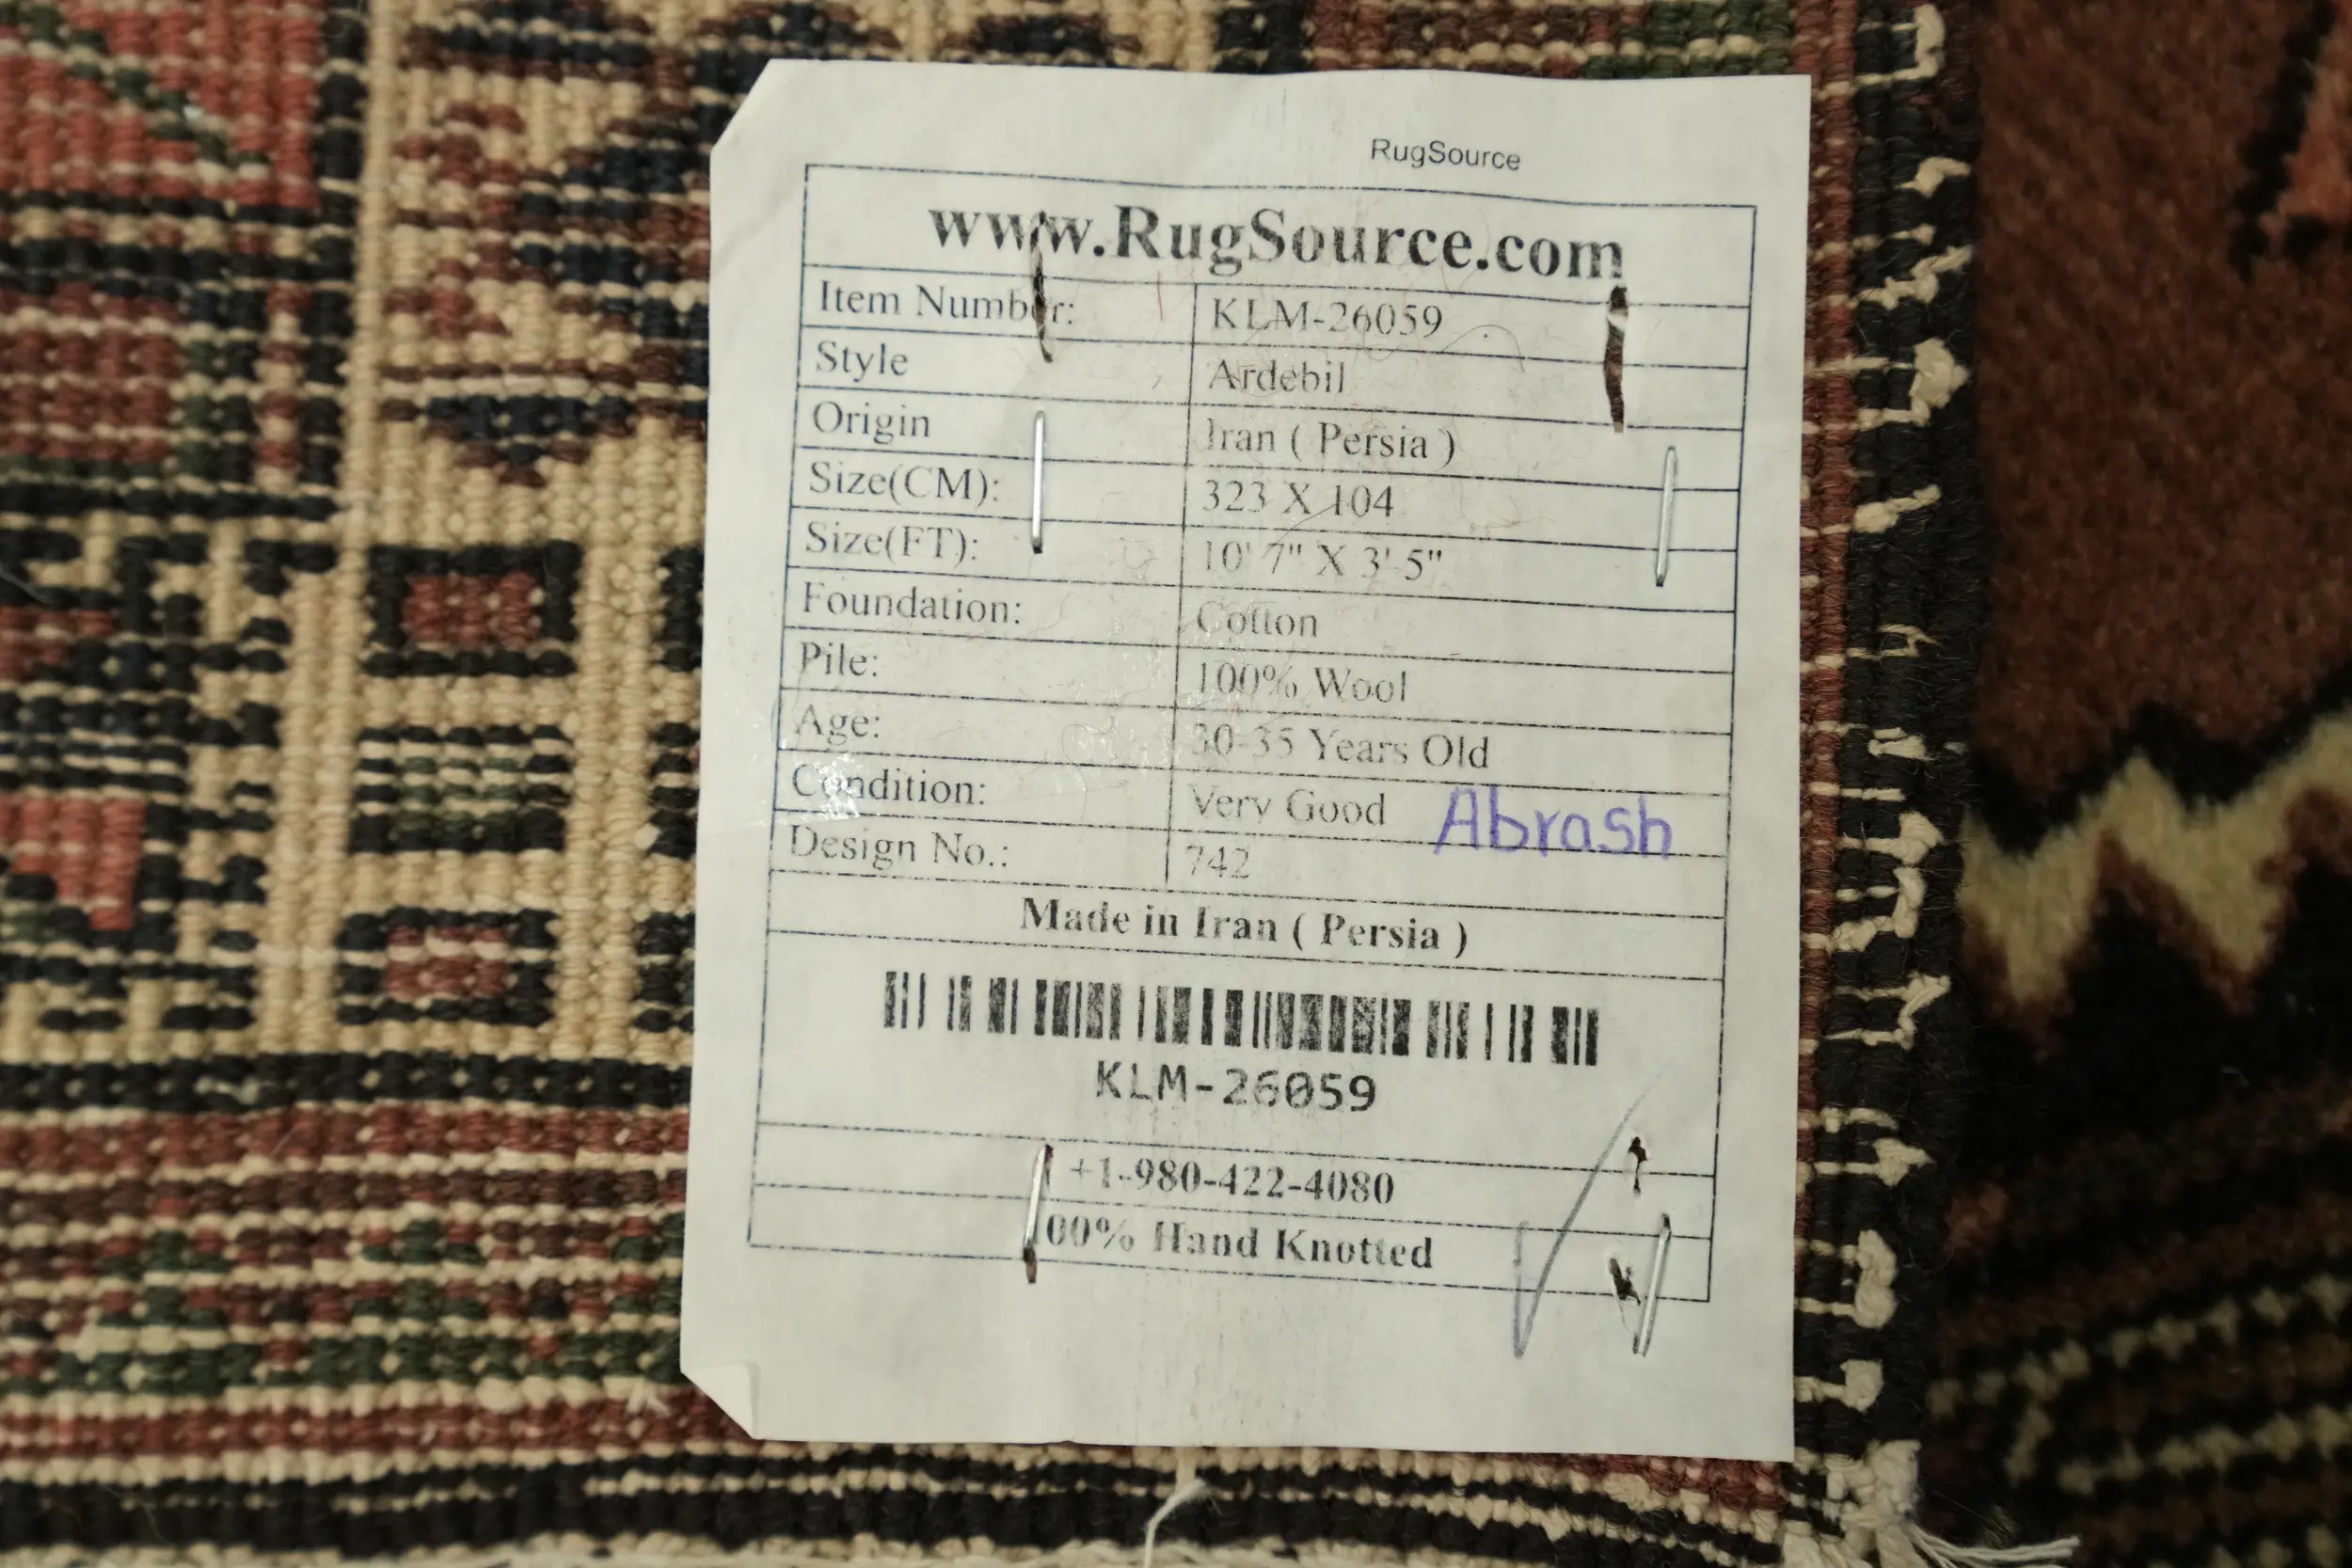 RugSource
www.RugSource.com
Item Number: KLM-26059
Style Ardebil
Origin Iran ( Persia )
Size(CM): 323 X 104
Size(FT): 10' 7" X 3' 5"
Foundation: Cotton
Pile: 100% Wool
Age: 30-35 Years Old
Condition: Very Good Abrash
Design No.: 742
Made in Iran ( Persia )
KLM-26059
+1-980-422-4080
00% Hand Knotted